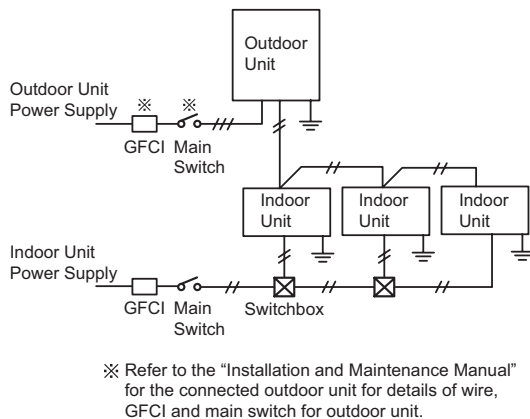 Outdoor
Unit
Outdoor Unit
Power Supply
※ ※
GFCI Main
Switch
Indoor
Unit
Indoor
Unit
Indoor
Unit
Indoor Unit
Power Supply
GFCI Main
Switch
Switchbox
※ Refer to the “Installation and Maintenance Manual”
for the connected outdoor unit for details of wire,
GFCI and main switch for outdoor unit.